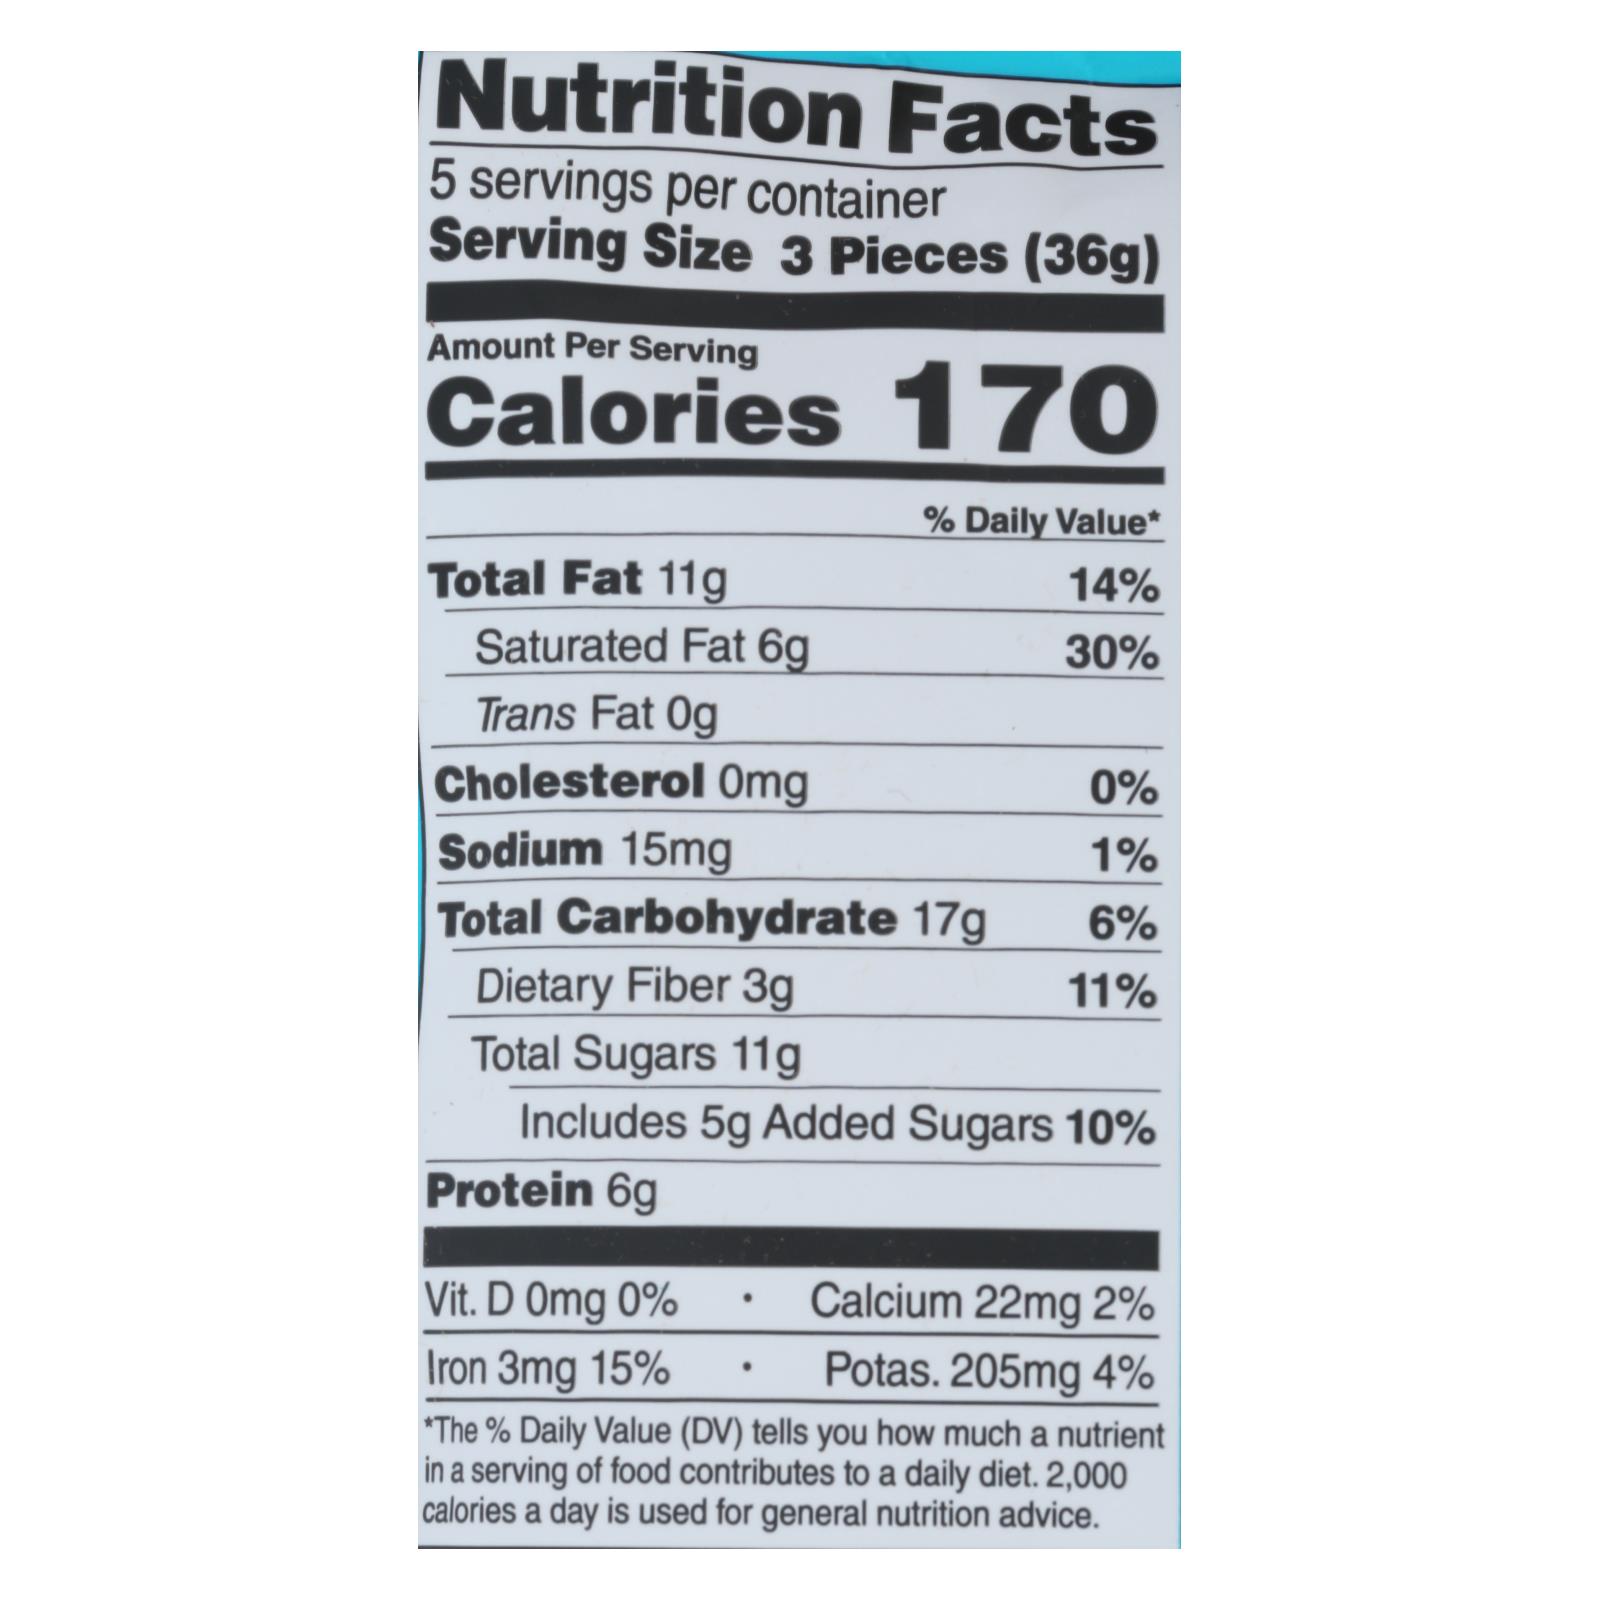 Nutrition Facts
5 servings per container
Serving Size 3 Pieces (36g)
Amount Per Serving
Calories 170
% Daily Value*
Total Fat 11g 14%
Saturated Fat 6g 30%
Trans Fat 0g
Cholesterol 0mg 0%
Sodium 15mg 1%
Total Carbohydrate 17g 6%
Dietary Fiber 3g 11%
Total Sugars 11g
Includes 5g Added Sugars 10%
Protein 6g
Vit. D 0mg 0% • Calcium 22mg 2%
Iron 3mg 15% • Potas. 205mg 4%
*The % Daily Value (DV) tells you how much a nutrient
in a serving of food contributes to a daily diet. 2,000
calories a day is used for general nutrition advice.